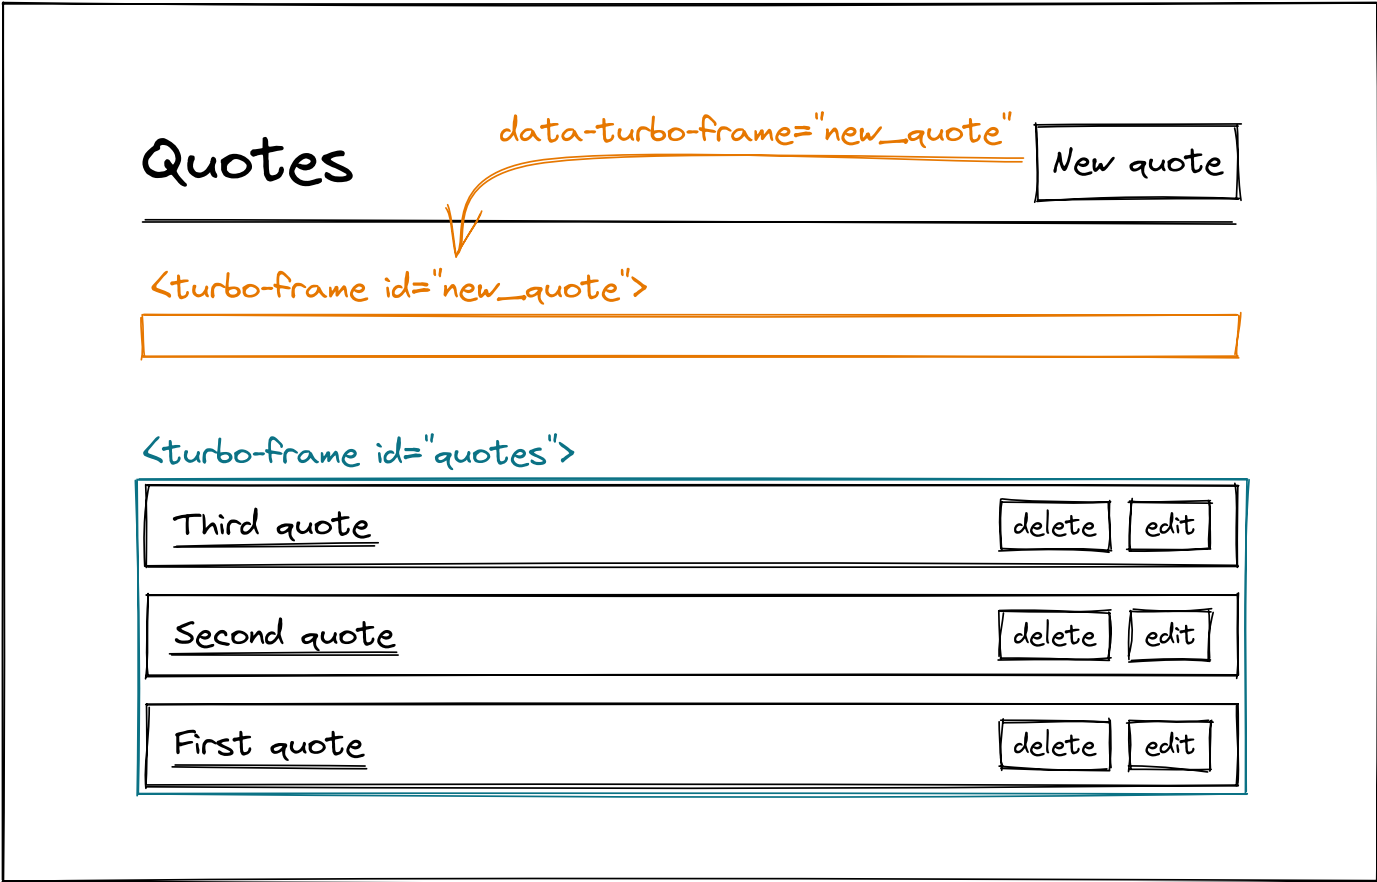 data-turbo-frame="new_quote"
Quotes
New quote
<turbo-frame id="new_quote">
<turbo-frame id="quotes">
Third quote delete edit
Second quote delete edit
First quote delete edit